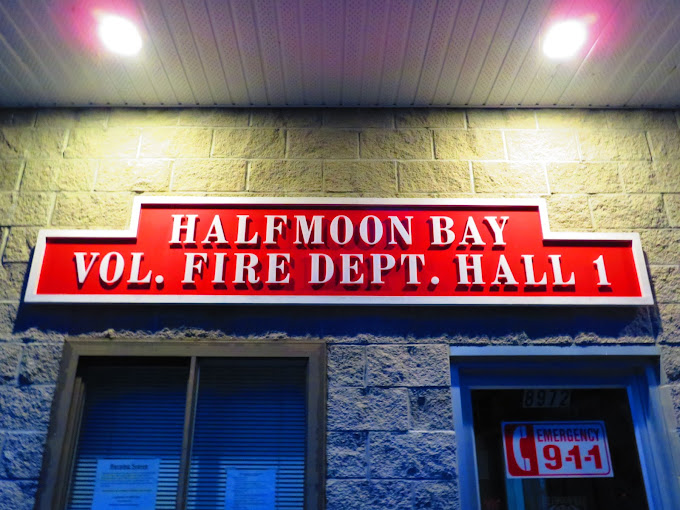 HALFMOON BAY
VOL. FIRE DEPT. HALL 1
8972
EMERGENCY
9-1-1